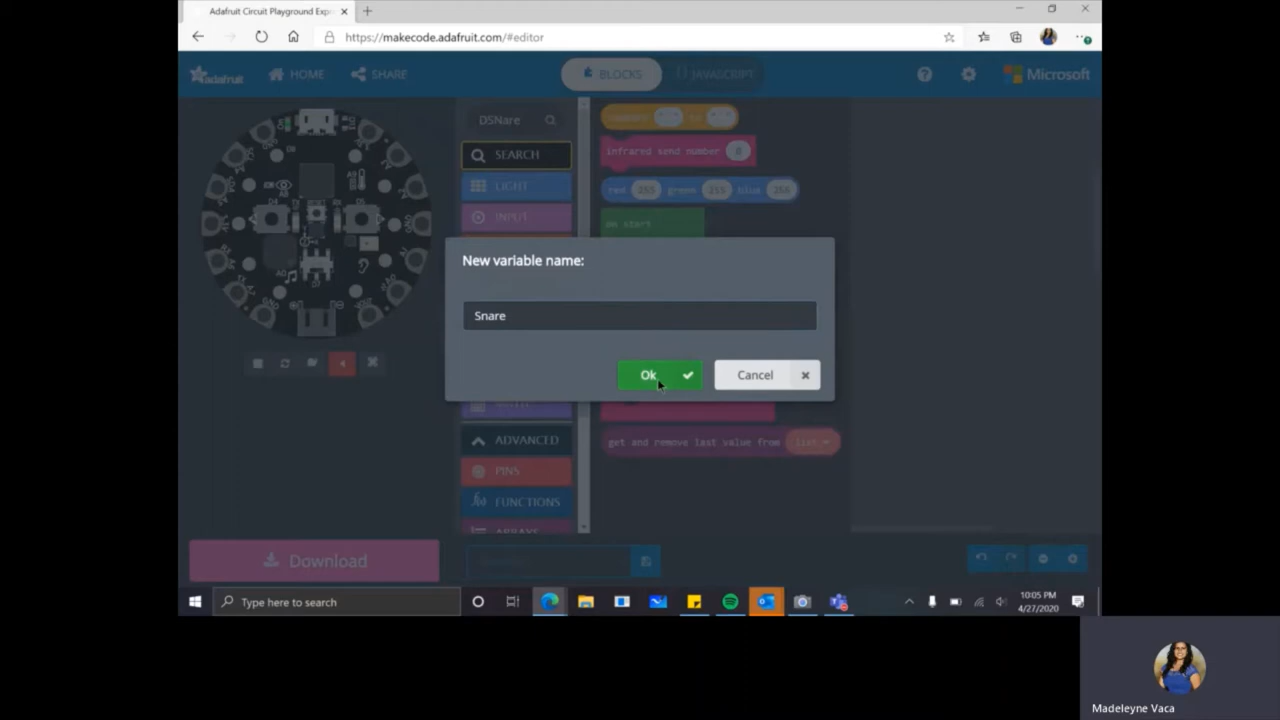 Adafruit Circuit Playground Exp
https://makecode.adafruit.com/#editor
adafruit
HOME
SHARE
BLOCKS
JAVASCRIPT
Microsoft
DSNare
SEARCH
infrared send number 0
LIGHT
red 255 green 255 blue 255
INPUT
on start
New variable name:
Snare
Ok
Cancel
ADVANCED
get and remove last value from list
PINS
FUNCTIONS
ARRAYS
Download
Type here to search
10:05 PM
4/27/2020
Madeleyne Vaca